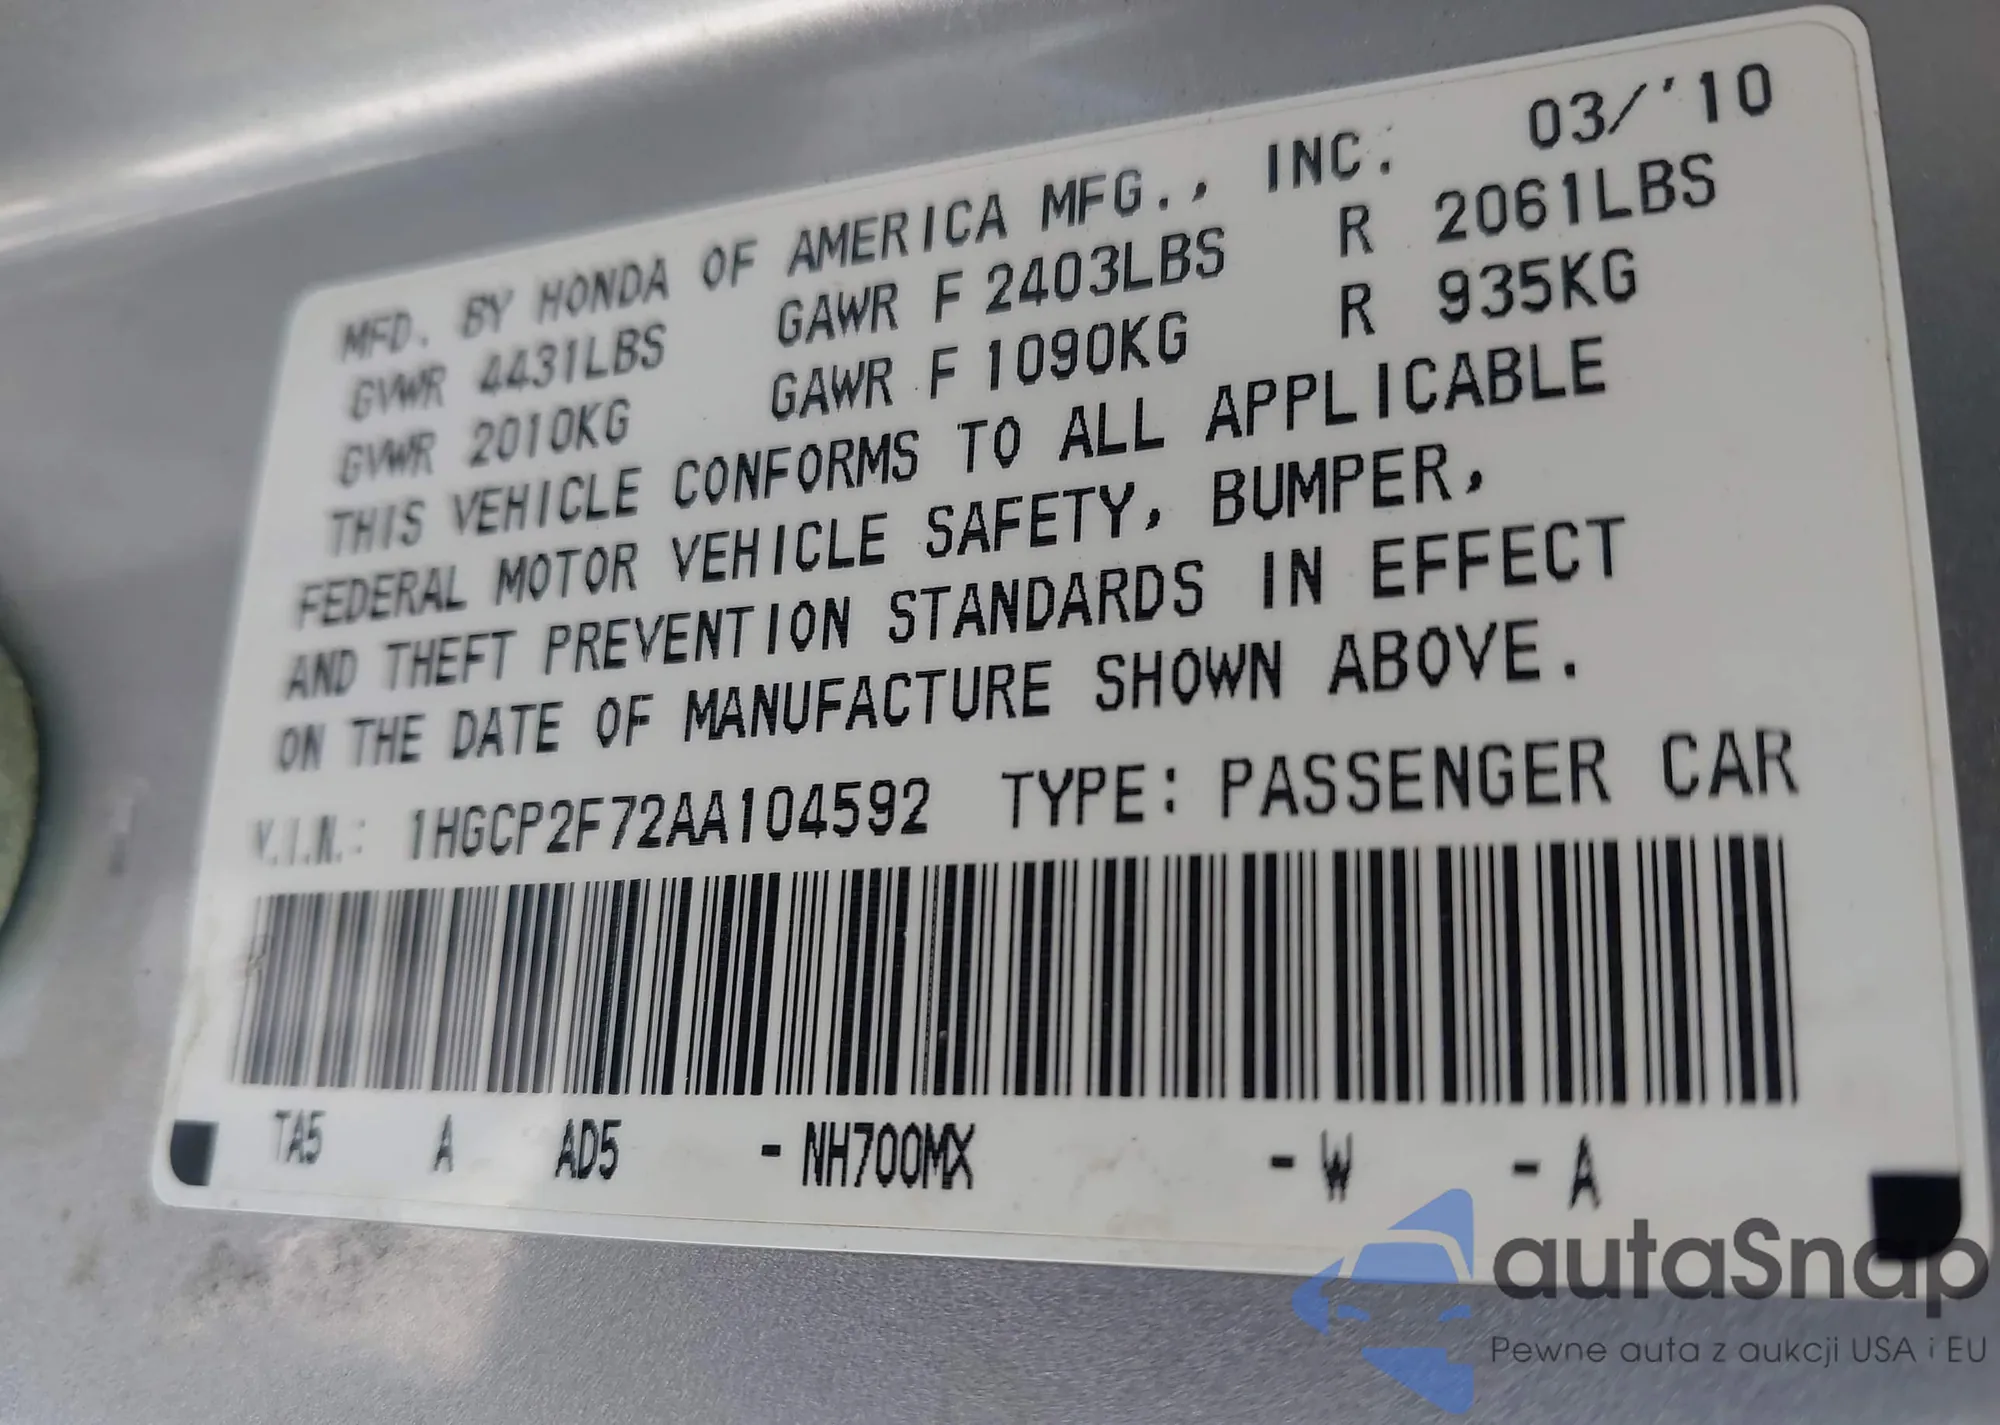 MFD. BY HONDA OF AMERICA MFG., INC. 03/'10
GVWR 4431LBS GAWR F 2403LBS R 2061LBS
GVWR 2010KG GAWR F 1090KG R 935KG
THIS VEHICLE CONFORMS TO ALL APPLICABLE
FEDERAL MOTOR VEHICLE SAFETY, BUMPER,
AND THEFT PREVENTION STANDARDS IN EFFECT
ON THE DATE OF MANUFACTURE SHOWN ABOVE.
V.I.N.: 1HGCP2F72AA104592 TYPE: PASSENGER CAR
TA5 A AD5 - NH700MX - W - A
autaSnap
Pewne auta z aukcji USA i EU